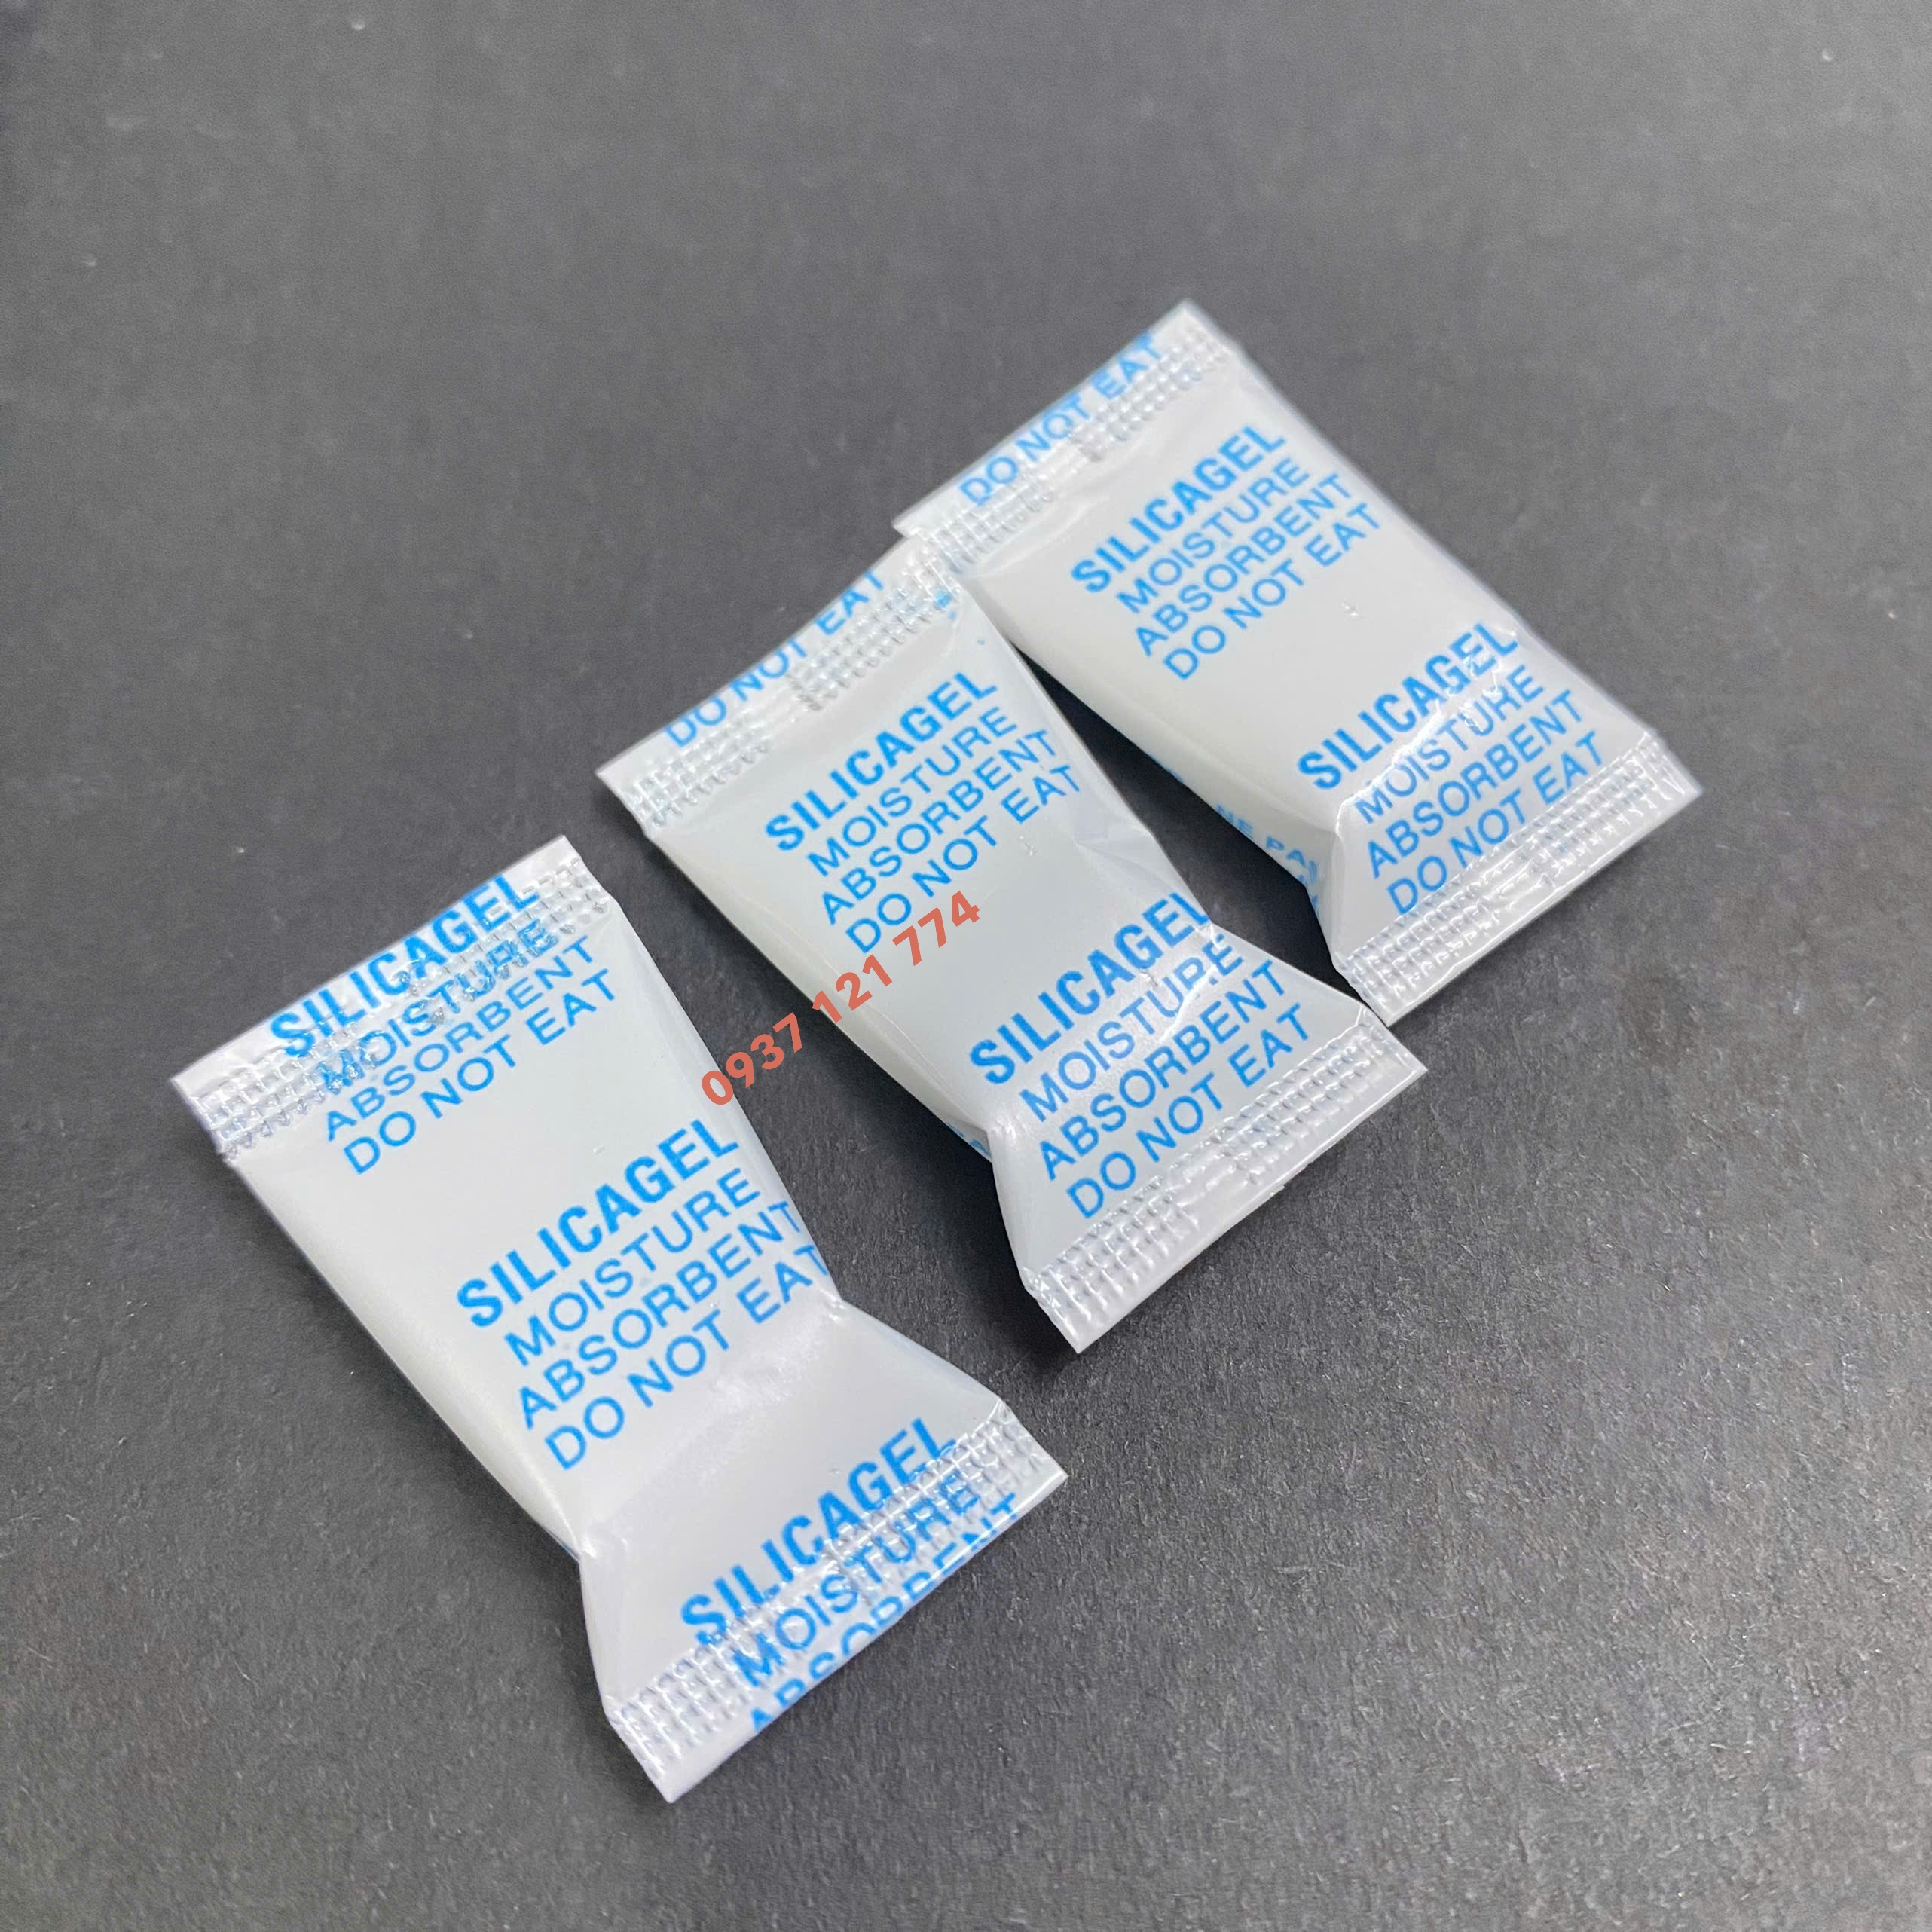 DO NOT EAT
SILICAGEL
MOISTURE
ABSORBENT
DO NOT EAT
SILICAGEL
MOISTURE
ABSORBENT
DO NOT EAT
DO NOT EAT
SILICAGEL
MOISTURE
ABSORBENT
DO NOT EAT
SILICAGEL
MOISTURE
ABSORBENT
DO NOT EAT
SILICAGEL
MOISTURE
ABSORBENT
DO NOT EAT
SILICAGEL
MOISTURE
ABSORBENT
DO NOT EAT
SILICAGEL
MOISTURE
ABSORBENT
0937 121 774